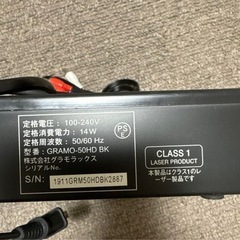 定格電圧：100-240V
定格消費電力：14W
定格周波数：50/60 Hz
型番：GRAMO-50HD BK
株式会社グラモラックス
シリアルNo.
S/N: 1911GRM50HDBK2887
PS
E
CLASS 1
LASER PRODUCT
本製品はクラス1のレ
ーザー製品です